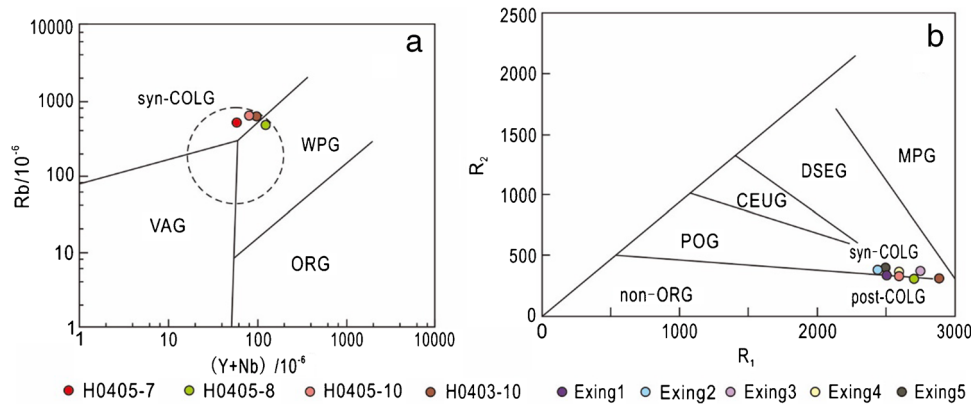 a
10000
1000
100
10
1
Rb/10⁻⁶
syn-COLG
WPG
VAG
ORG
1 10 100 1000 10000
(Y+Nb) /10⁻⁶
b
2500
2000
1500
1000
500
0
R₂
MPG
DSEG
CEUG
POG
syn-COLG
non-ORG
post-COLG
0 1000 2000 3000
R₁
H0405-7 H0405-8 H0405-10 H0403-10 Exing1 Exing2 Exing3 Exing4 Exing5